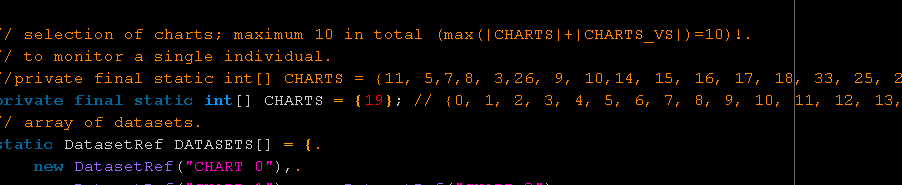 // selection of charts; maximum 10 in total (max(|CHARTS|+|CHARTS_VS|)=10)!.
// to monitor a single individual.
//private final static int[] CHARTS = {11, 5,7,8, 3,26, 9, 10,14, 15, 16, 17, 18, 33, 25, 2
private final static int[] CHARTS = {19}; // {0, 1, 2, 3, 4, 5, 6, 7, 8, 9, 10, 11, 12, 13,
// array of datasets.
static DatasetRef DATASETS[] = {.
new DatasetRef("CHART 0"),.